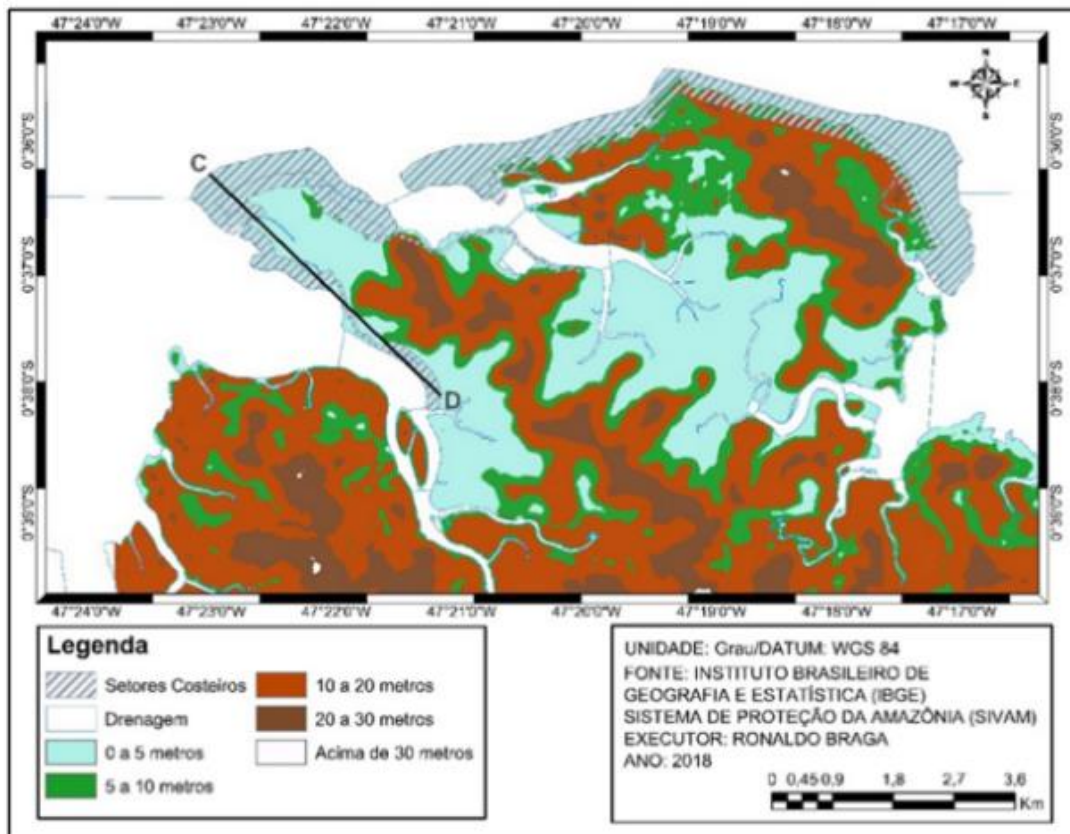 47°24'0"W 47°23'0"W 47°22'0"W 47°21'0"W 47°20'0"W 47°19'0"W 47°18'0"W 47°17'0"W
N
W E
S
0°36'0"S 0°36'0"S
C
0°37'0"S 0°37'0"S
0°38'0"S 0°38'0"S
D
47°24'0"W 47°23'0"W 47°22'0"W 47°21'0"W 47°20'0"W 47°19'0"W 47°18'0"W 47°17'0"W
Legenda
Setores Costeiros
Drenagem
0 a 5 metros
5 a 10 metros
10 a 20 metros
20 a 30 metros
Acima de 30 metros
UNIDADE: Grau/DATUM: WGS 84
FONTE: INSTITUTO BRASILEIRO DE
GEOGRAFIA E ESTATÍSTICA (IBGE)
SISTEMA DE PROTEÇÃO DA AMAZÔNIA (SIVAM)
EXECUTOR: RONALDO BRAGA
ANO: 2018
0 0,45 0,9 1,8 2,7 3,6
Km